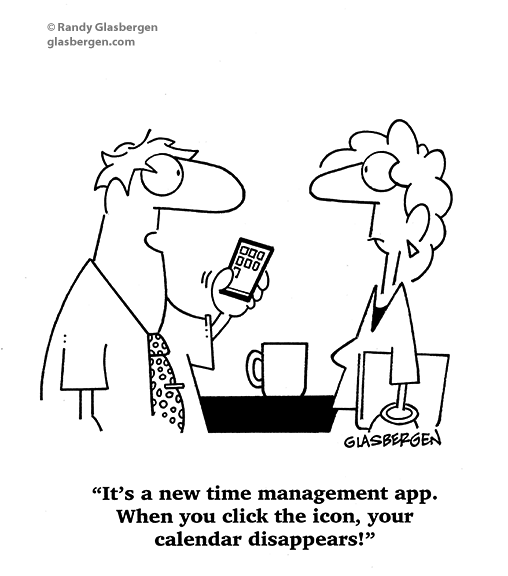 © Randy Glasbergen
glasbergen.com
GLASBERGEN
“It’s a new time management app.
When you click the icon, your
calendar disappears!”